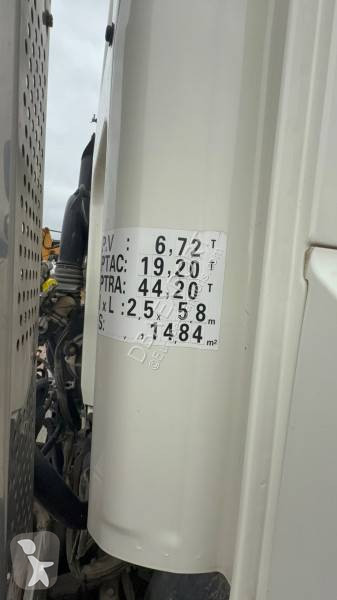 P.V : 6,72 T
PTAC: 19,20 T
PTRA: 44,20 T
x L : 2,5 x 5,8 m
S: , , 14,84 m²